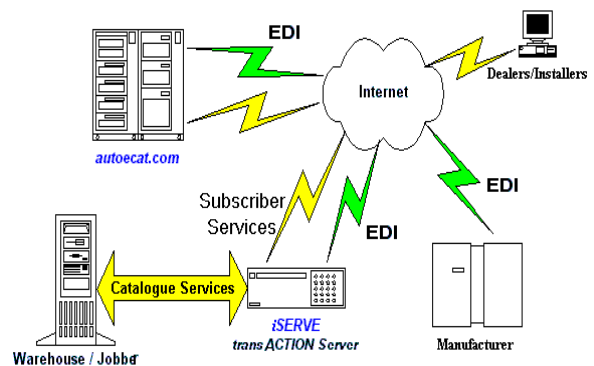 EDI
Internet
Dealers/Installers
autoecat.com
Subscriber
Services
EDI
EDI
Catalogue Services
iSERVE
transACTION Server
Manufacturer
Warehouse / Jobber